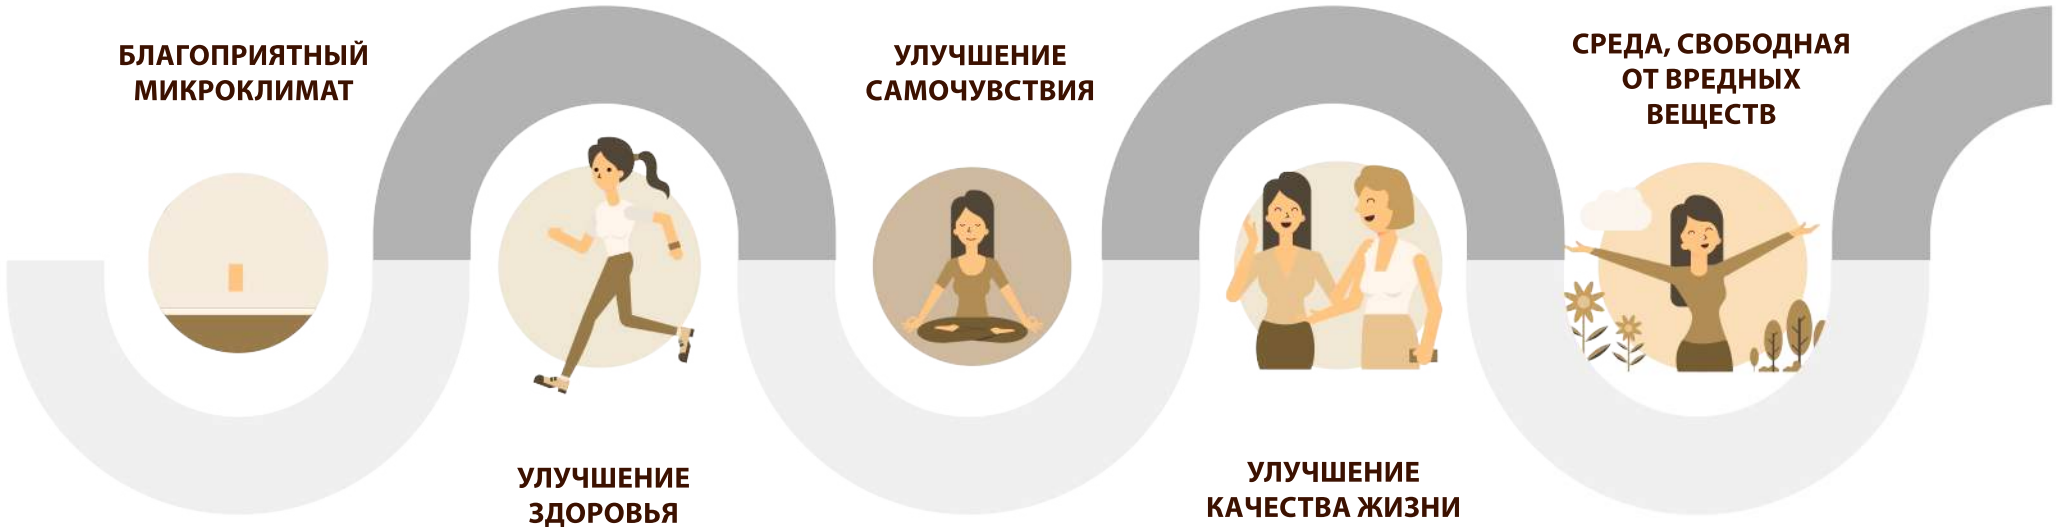 БЛАГОПРИЯТНЫЙ
МИКРОКЛИМАТ
УЛУЧШЕНИЕ
ЗДОРОВЬЯ
УЛУЧШЕНИЕ
САМОЧУВСТВИЯ
УЛУЧШЕНИЕ
КАЧЕСТВА ЖИЗНИ
СРЕДА, СВОБОДНАЯ
ОТ ВРЕДНЫХ
ВЕЩЕСТВ